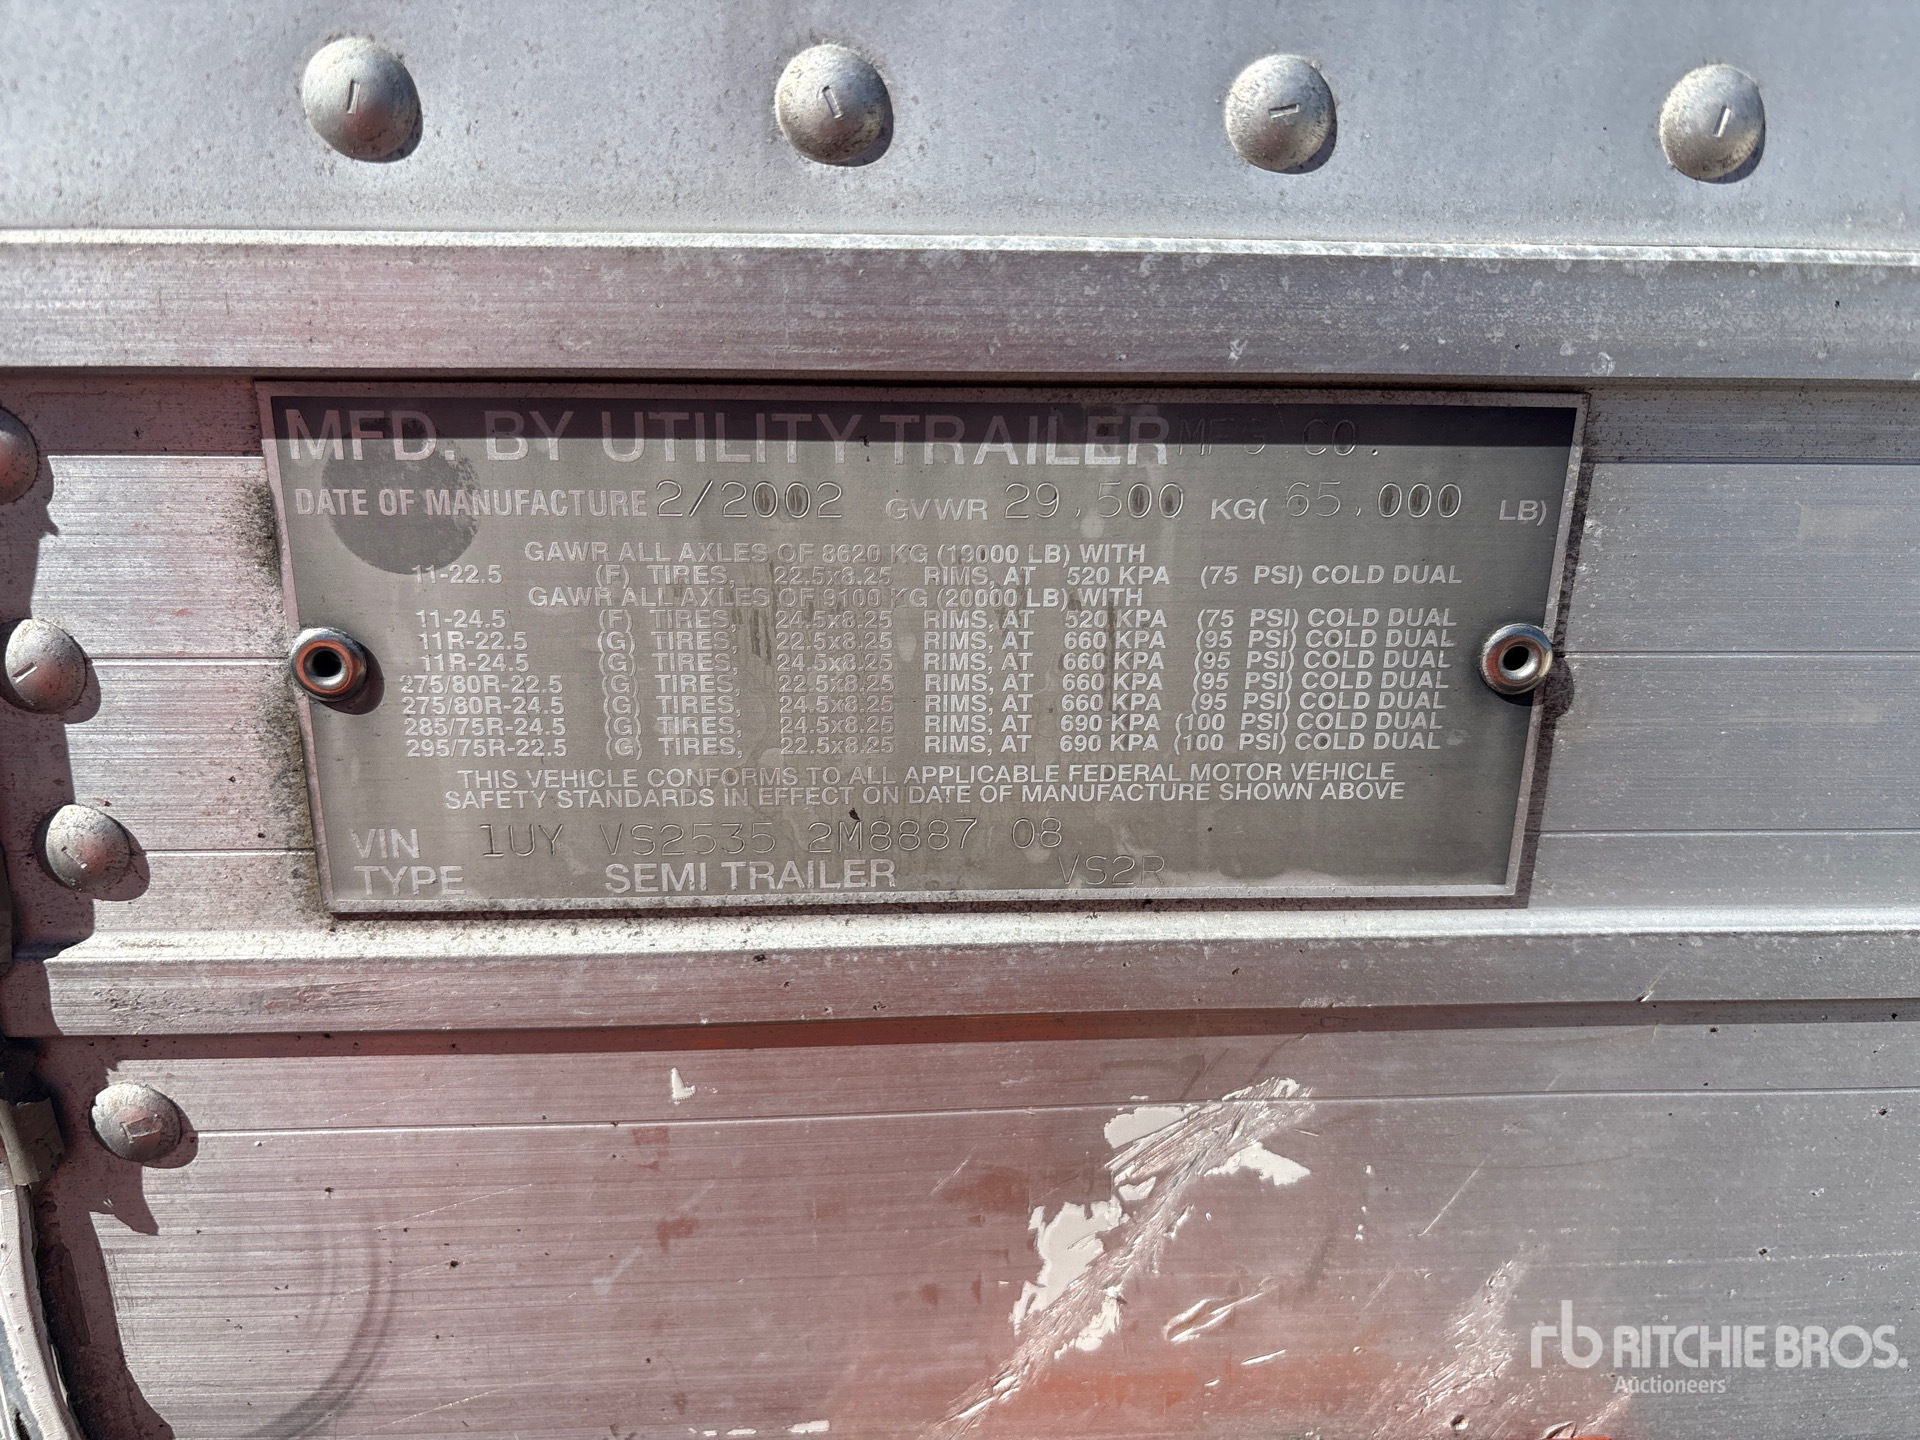 MFD. BY UTILITY TRAILER MFG CO.
DATE OF MANUFACTURE 2/2002 GVWR 29,500 KG( 65,000 LB)
GAWR ALL AXLES OF 8620 KG (19000 LB) WITH
11-22.5 (F) TIRES, 22.5x8.25 RIMS, AT 520 KPA (75 PSI) COLD DUAL
GAWR ALL AXLES OF 9100 KG (20000 LB) WITH
11-24.5 (F) TIRES, 24.5x8.25 RIMS, AT 520 KPA (75 PSI) COLD DUAL
11R-22.5 (G) TIRES, 22.5x8.25 RIMS, AT 660 KPA (95 PSI) COLD DUAL
11R-24.5 (G) TIRES, 24.5x8.25 RIMS, AT 660 KPA (95 PSI) COLD DUAL
275/80R-22.5 (G) TIRES, 22.5x8.25 RIMS, AT 660 KPA (95 PSI) COLD DUAL
275/80R-24.5 (G) TIRES, 24.5x8.25 RIMS, AT 660 KPA (95 PSI) COLD DUAL
285/75R-24.5 (G) TIRES, 24.5x8.25 RIMS, AT 690 KPA (100 PSI) COLD DUAL
295/75R-22.5 (G) TIRES, 22.5x8.25 RIMS, AT 690 KPA (100 PSI) COLD DUAL
THIS VEHICLE CONFORMS TO ALL APPLICABLE FEDERAL MOTOR VEHICLE
SAFETY STANDARDS IN EFFECT ON DATE OF MANUFACTURE SHOWN ABOVE
VIN 1UY VS2535 2M8887 08
TYPE SEMI TRAILER VS2R
rb RITCHIE BROS.
Auctioneers